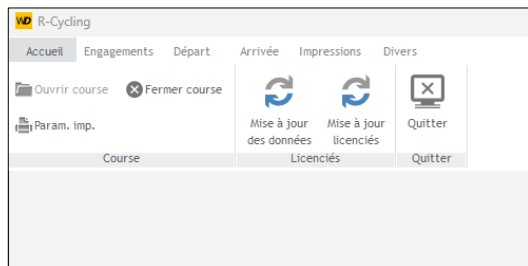 WD R-Cycling
Accueil Engagements Départ Arrivée Impressions Divers
Ouvrir course Fermer course
Param. imp.
Mise à jour des données
Mise à jour licenciés
Quitter
Course Licenciés Quitter